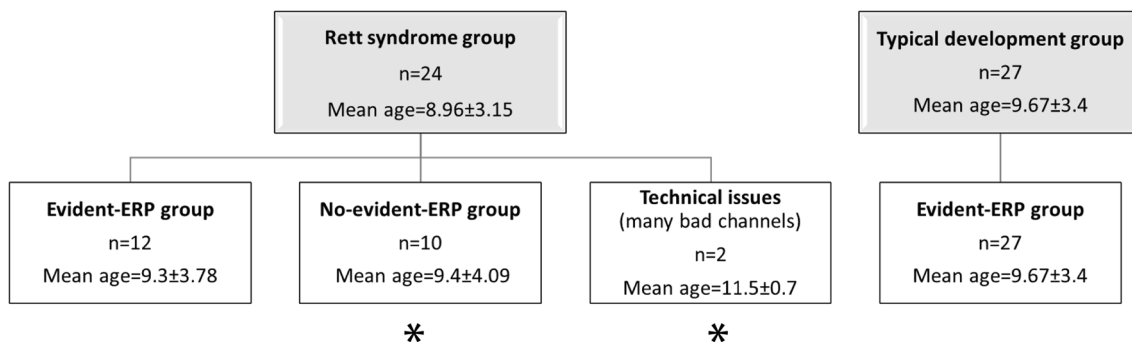 Rett syndrome group
n=24
Mean age=8.96±3.15
Typical development group
n=27
Mean age=9.67±3.4
Evident-ERP group
n=12
Mean age=9.3±3.78
No-evident-ERP group
n=10
Mean age=9.4±4.09
Technical issues
(many bad channels)
n=2
Mean age=11.5±0.7
Evident-ERP group
n=27
Mean age=9.67±3.4
*
*